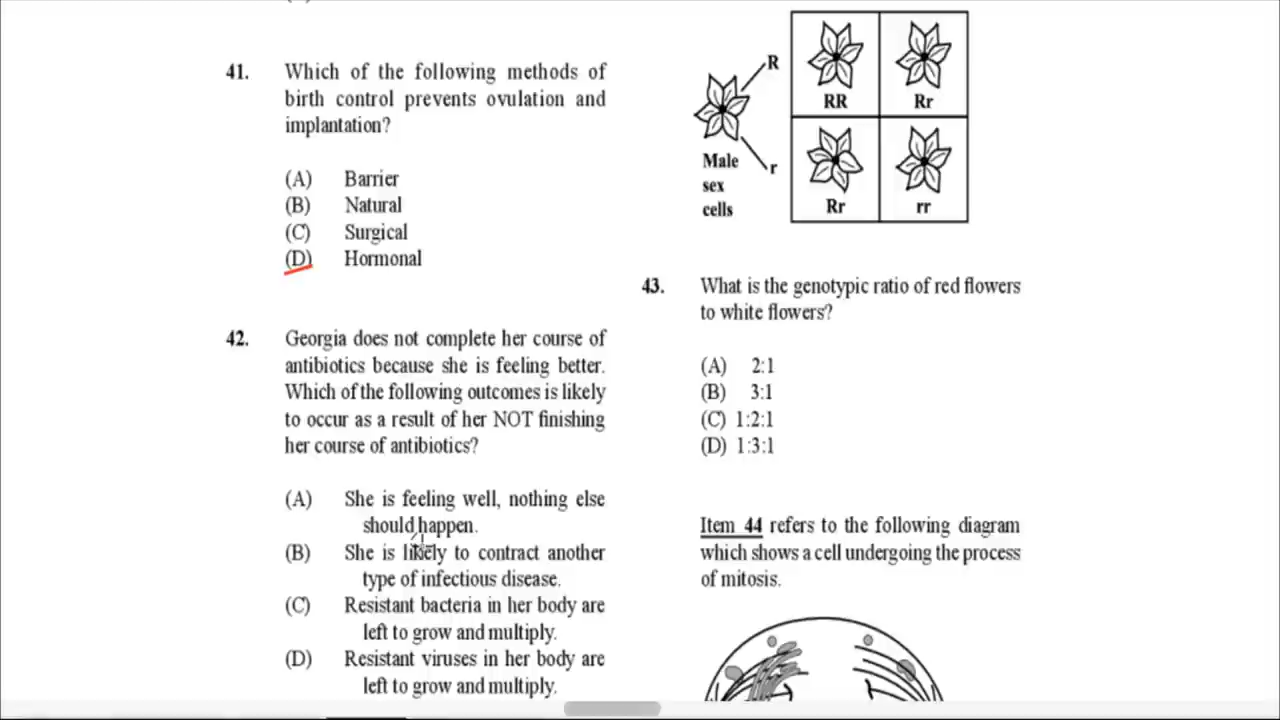 41. Which of the following methods of
birth control prevents ovulation and
implantation?
(A) Barrier
(B) Natural
(C) Surgical
(D) Hormonal
42. Georgia does not complete her course of
antibiotics because she is feeling better.
Which of the following outcomes is likely
to occur as a result of her NOT finishing
her course of antibiotics?
(A) She is feeling well, nothing else
should happen.
(B) She is likely to contract another
type of infectious disease.
(C) Resistant bacteria in her body are
left to grow and multiply.
(D) Resistant viruses in her body are
left to grow and multiply.
R
RR Rr
Male
sex
cells
r
Rr rr
43. What is the genotypic ratio of red flowers
to white flowers?
(A) 2:1
(B) 3:1
(C) 1:2:1
(D) 1:3:1
Item 44 refers to the following diagram
which shows a cell undergoing the process
of mitosis.